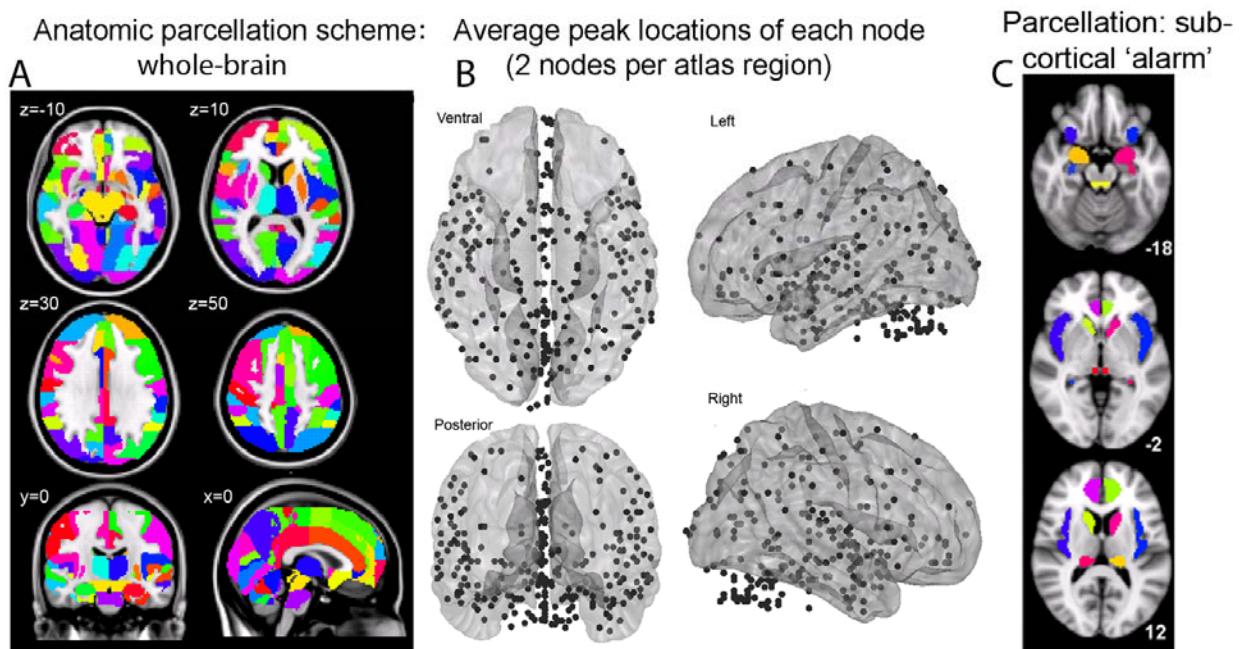 Anatomic parcellation scheme:
whole-brain
A
z=-10
z=10
z=30
z=50
y=0
x=0
Average peak locations of each node
(2 nodes per atlas region)
B
Ventral
Left
Posterior
Right
Parcellation: sub-
cortical ‘alarm’
C
-18
-2
12